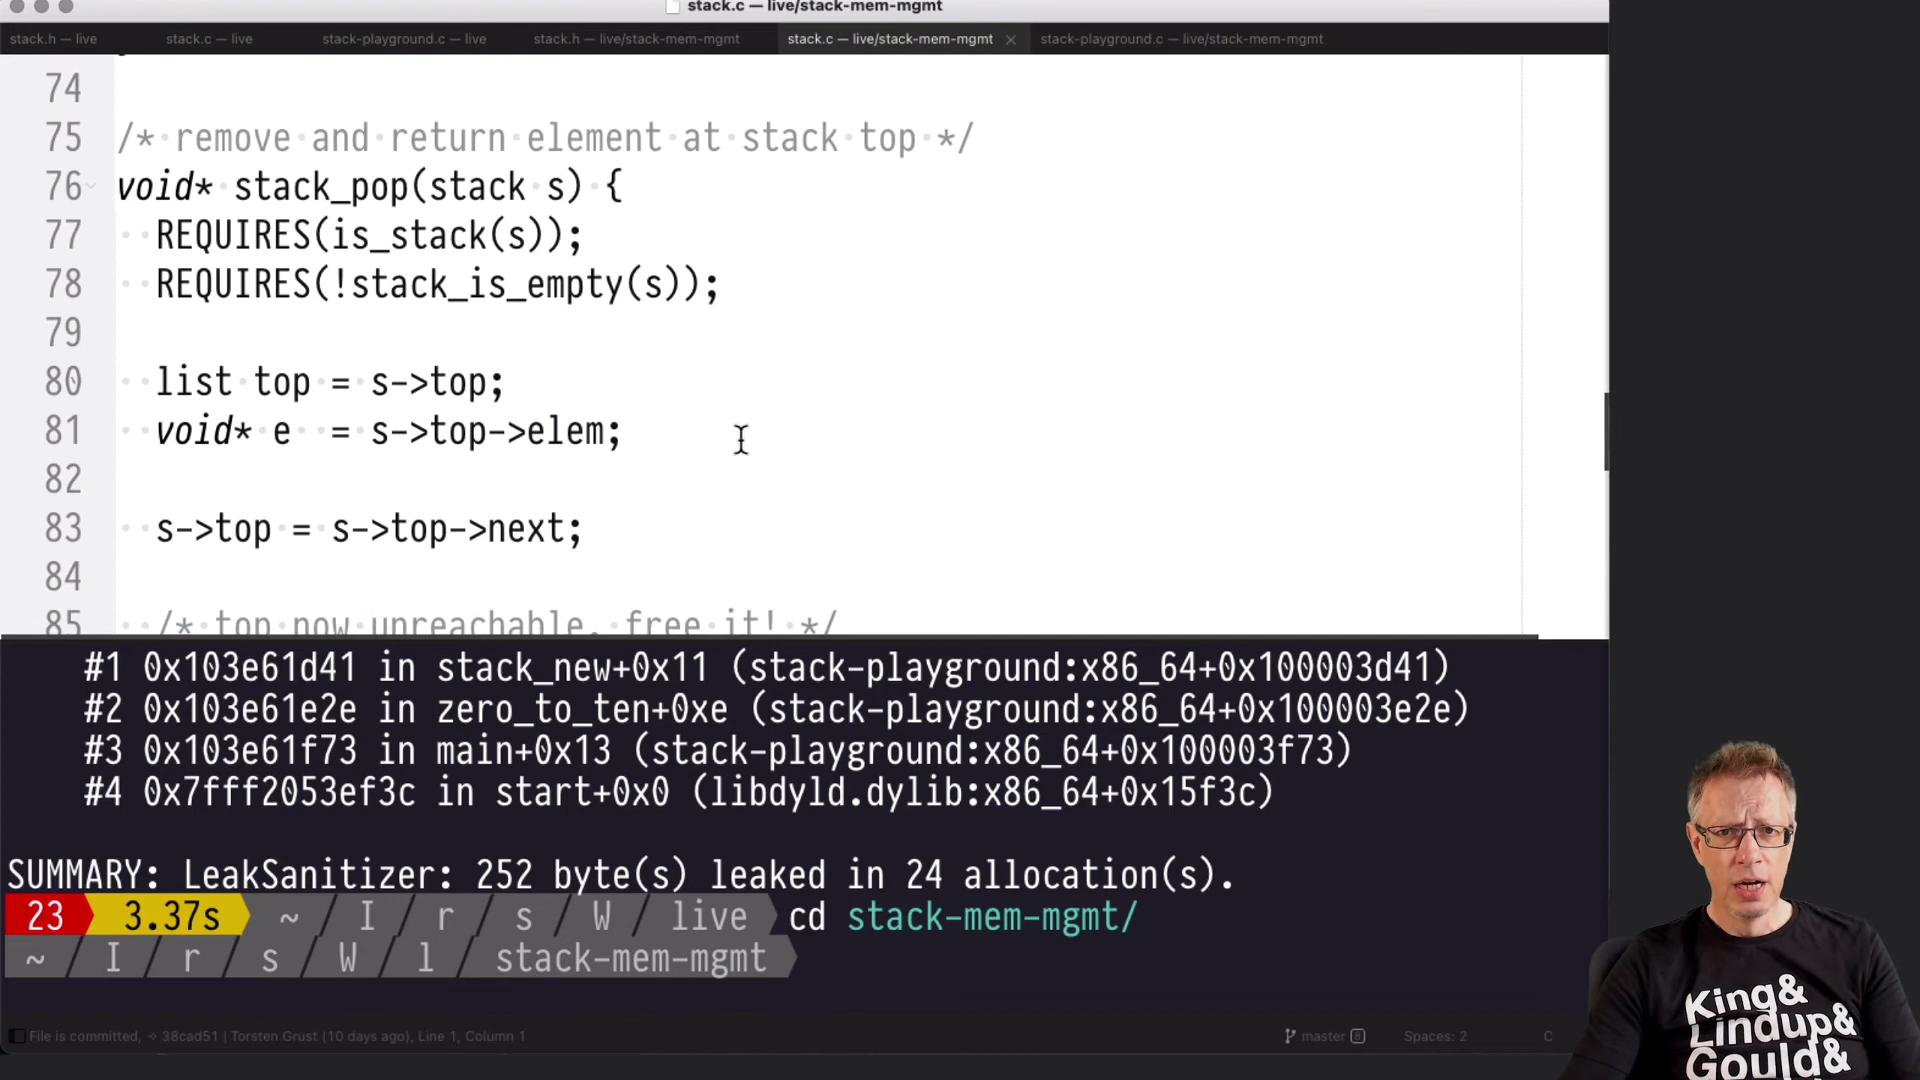 stack.c — live/stack-mem-mgmt
stack.h — live stack.c — live stack-playground.c — live stack.h — live/stack-mem-mgmt stack.c — live/stack-mem-mgmt stack-playground.c — live/stack-mem-mgmt
74
75 /* remove and return element at stack top */
76 void* stack_pop(stack s) {
77 REQUIRES(is_stack(s));
78 REQUIRES(!stack_is_empty(s));
79
80 list top = s->top;
81 void* e = s->top->elem;
82
83 s->top = s->top->next;
84
85 /* top now unreachable, free it! */
#1 0x103e61d41 in stack_new+0x11 (stack-playground:x86_64+0x100003d41)
#2 0x103e61e2e in zero_to_ten+0xe (stack-playground:x86_64+0x100003e2e)
#3 0x103e61f73 in main+0x13 (stack-playground:x86_64+0x100003f73)
#4 0x7fff2053ef3c in start+0x0 (libdyld.dylib:x86_64+0x15f3c)
SUMMARY: LeakSanitizer: 252 byte(s) leaked in 24 allocation(s).
23 3.37s ~ / I / r / s / W / live cd stack-mem-mgmt/
~ / I / r / s / W / l / stack-mem-mgmt
File is committed, 38cad51 | Torsten Grust (10 days ago), Line 1, Column 1 master 8 Spaces: 2 C
King&
Lindup&
Gould&